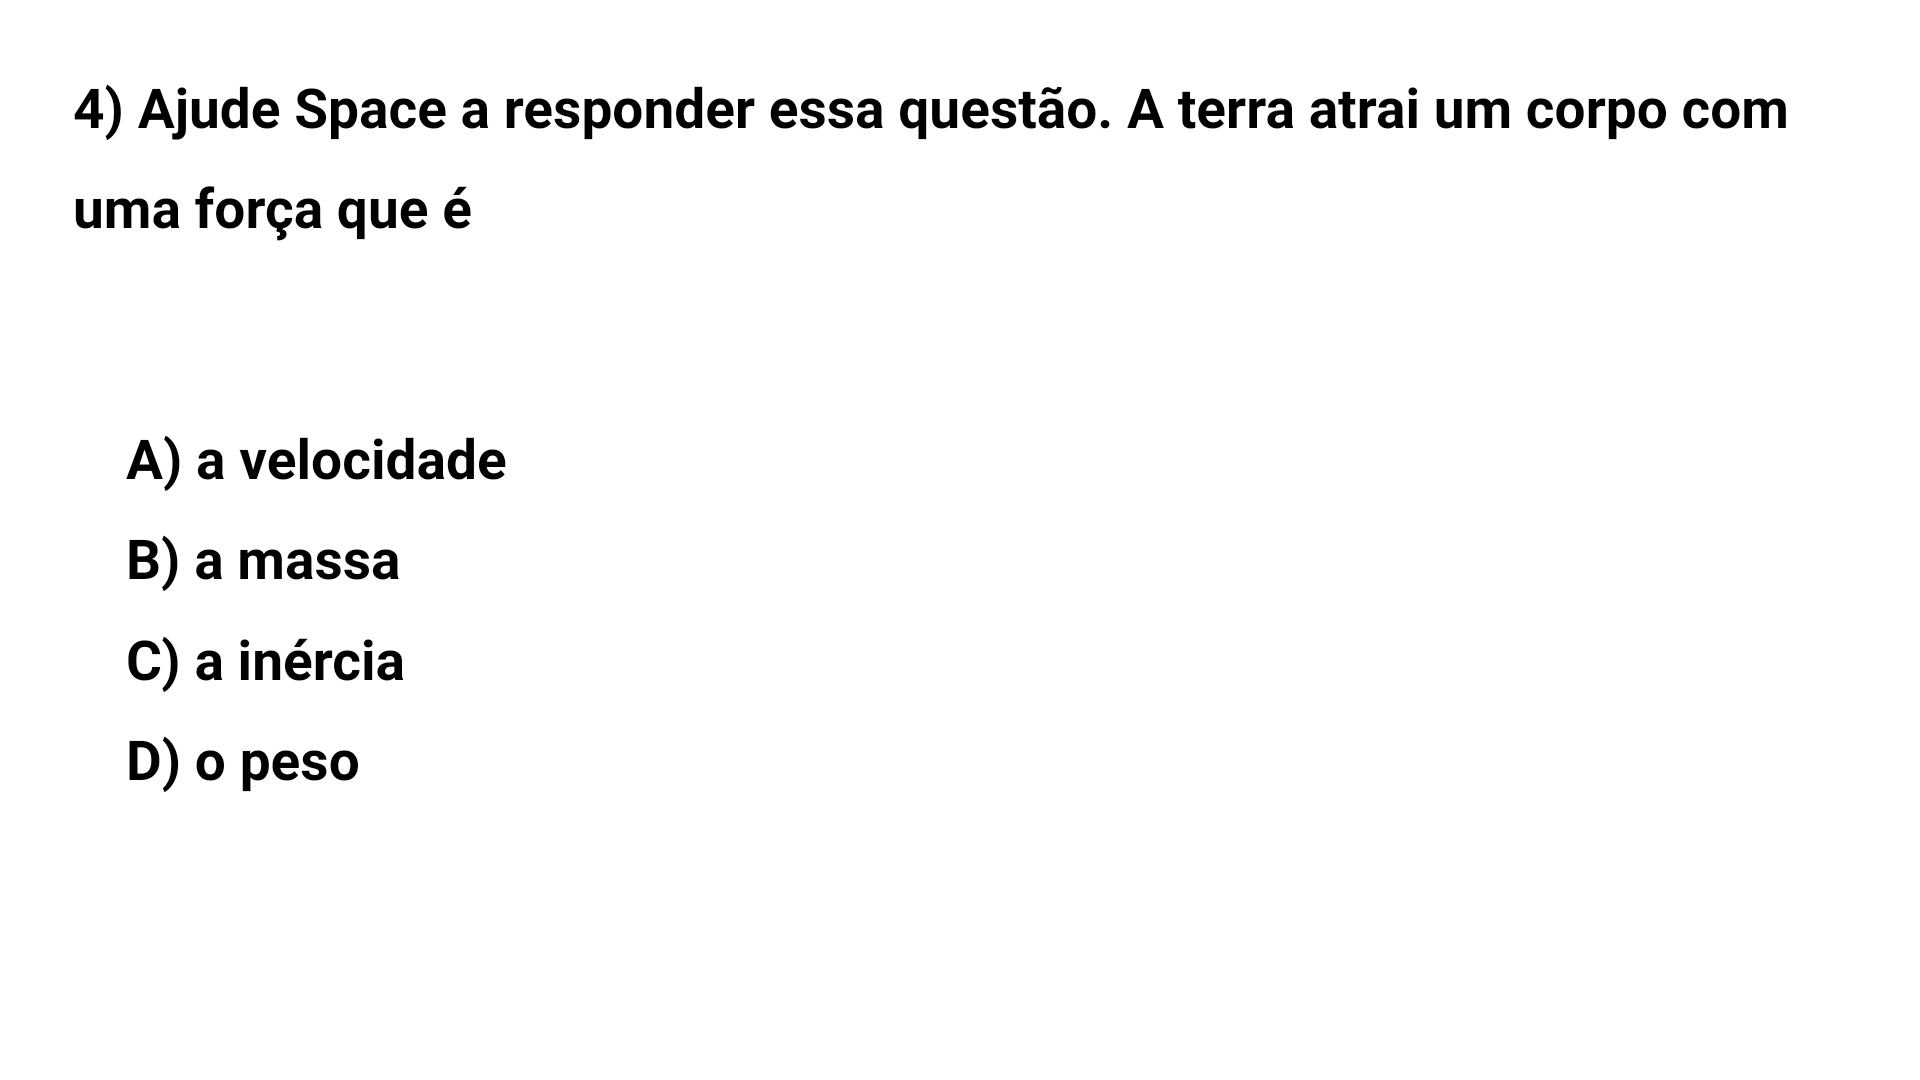 4) Ajude Space a responder essa questão. A terra atrai um corpo com
uma força que é
A) a velocidade
B) a massa
C) a inércia
D) o peso